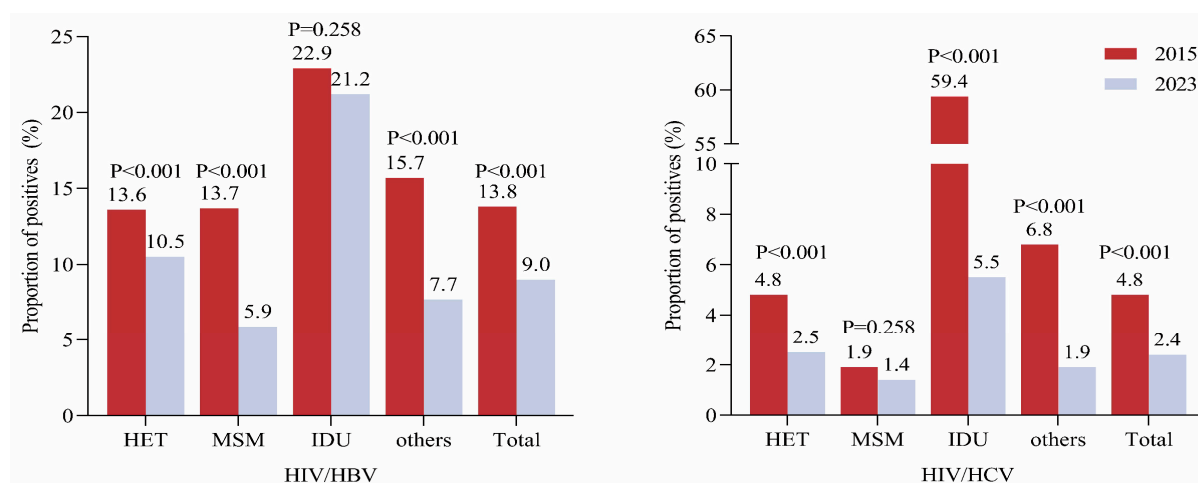 Proportion of positives (%)
25
20
15
10
5
0
P<0.001
13.6
10.5
P<0.001
13.7
5.9
P=0.258
22.9
21.2
P<0.001
15.7
7.7
P<0.001
13.8
9.0
HET MSM IDU others Total
HIV/HBV
Proportion of positives (%)
65
60
55
10
8
6
4
2
0
P<0.001
4.8
2.5
P=0.258
1.9
1.4
P<0.001
59.4
5.5
P<0.001
6.8
1.9
P<0.001
4.8
2.4
HET MSM IDU others Total
HIV/HCV
2015
2023